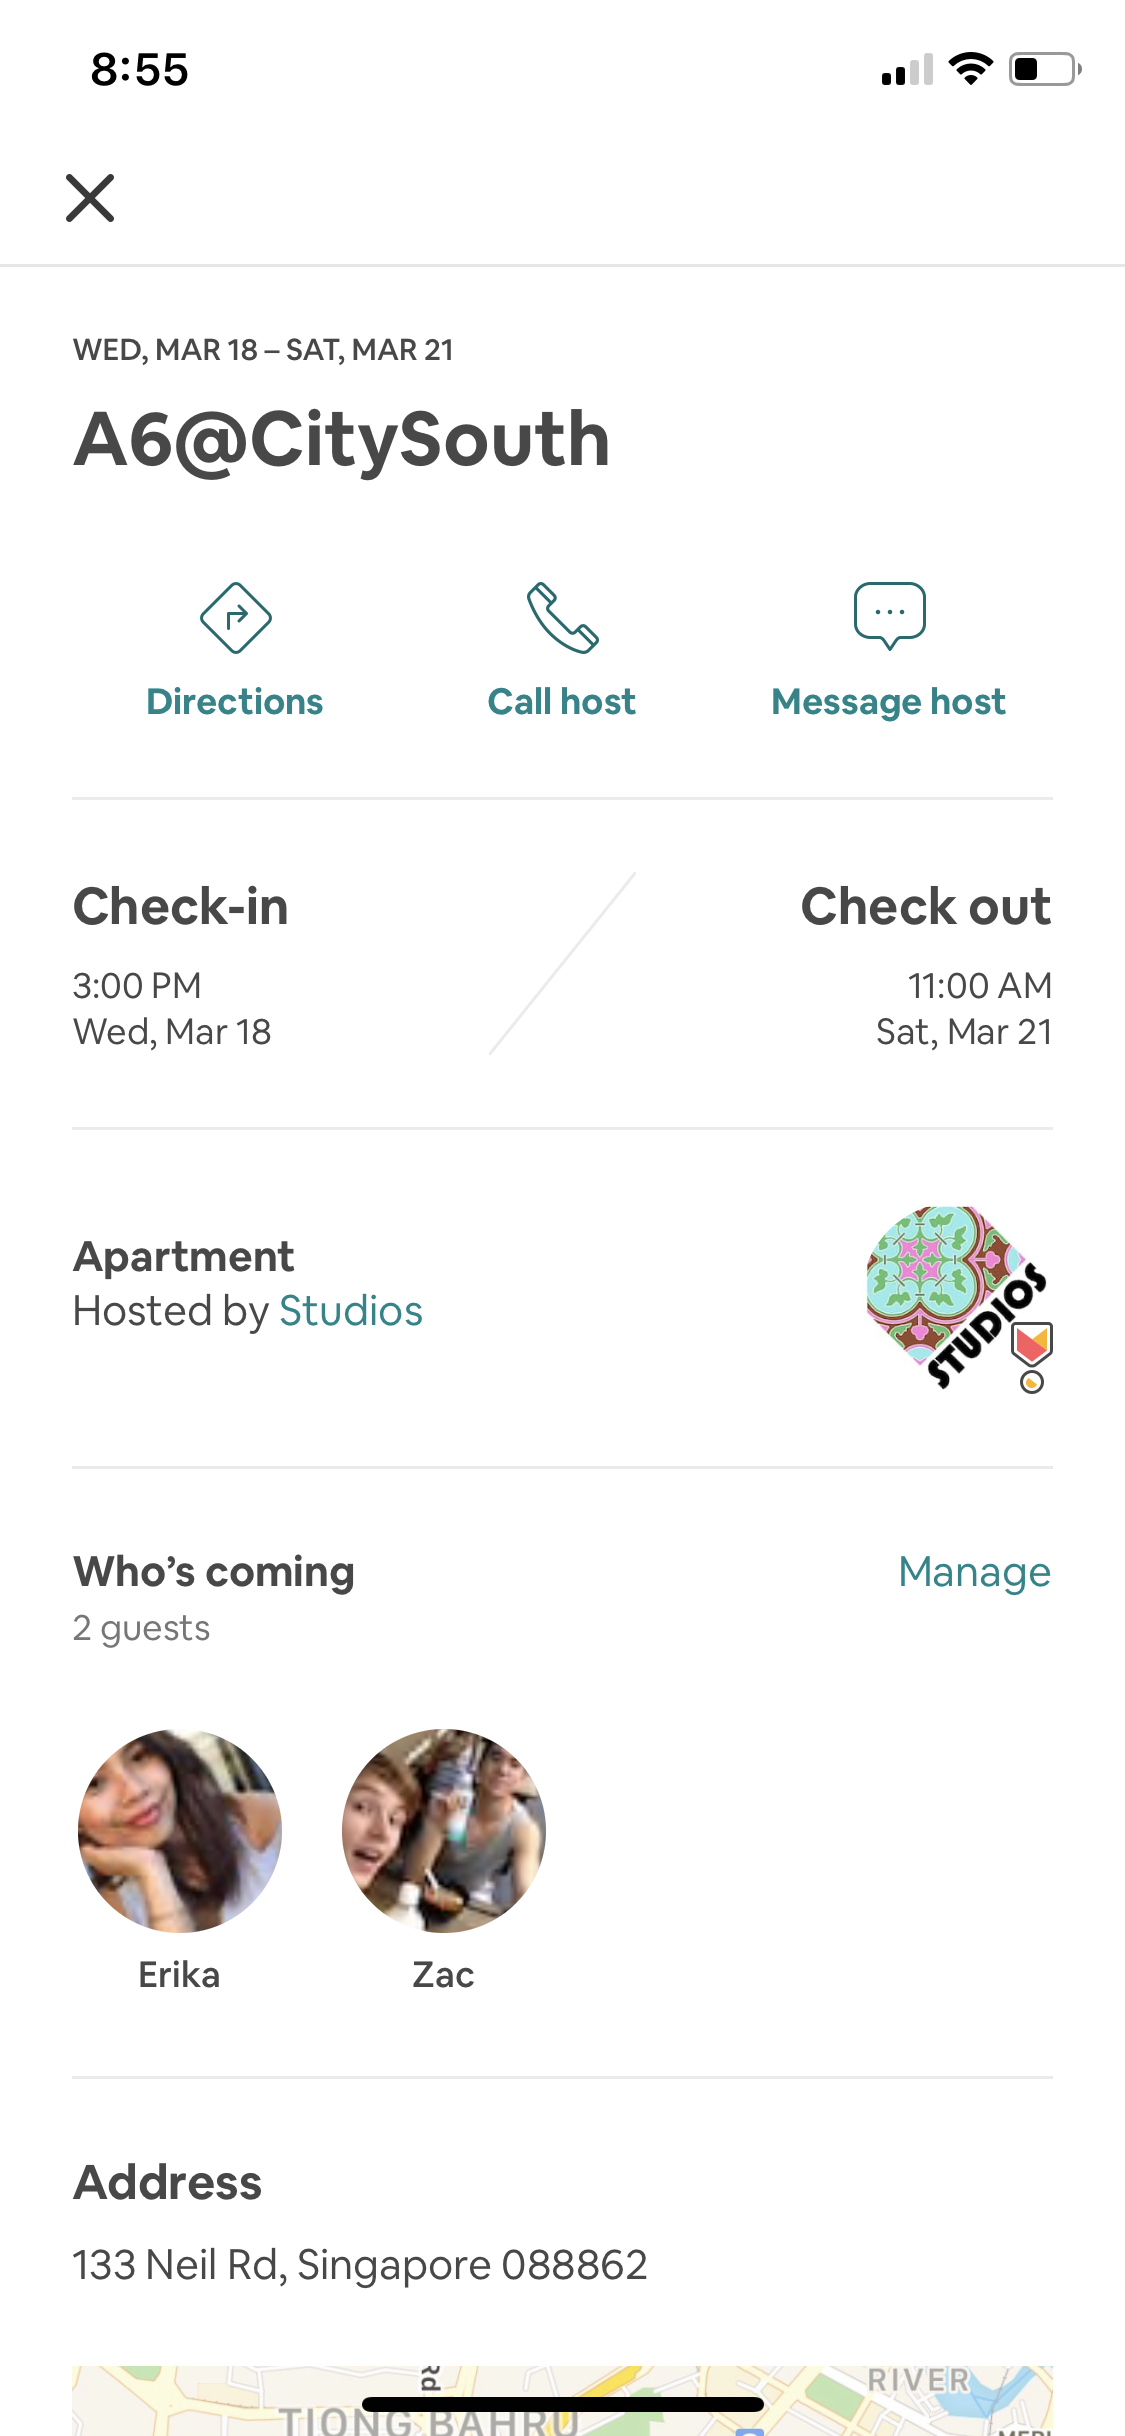 8:55
WED, MAR 18 – SAT, MAR 21
A6@CitySouth
Directions
Call host
Message host
Check-in
Check out
3:00 PM
11:00 AM
Wed, Mar 18
Sat, Mar 21
Apartment
Hosted by Studios
STUDIOS
Who’s coming
Manage
2 guests
Erika
Zac
Address
133 Neil Rd, Singapore 088862
Rd
RIVER
TIONG BAHRU